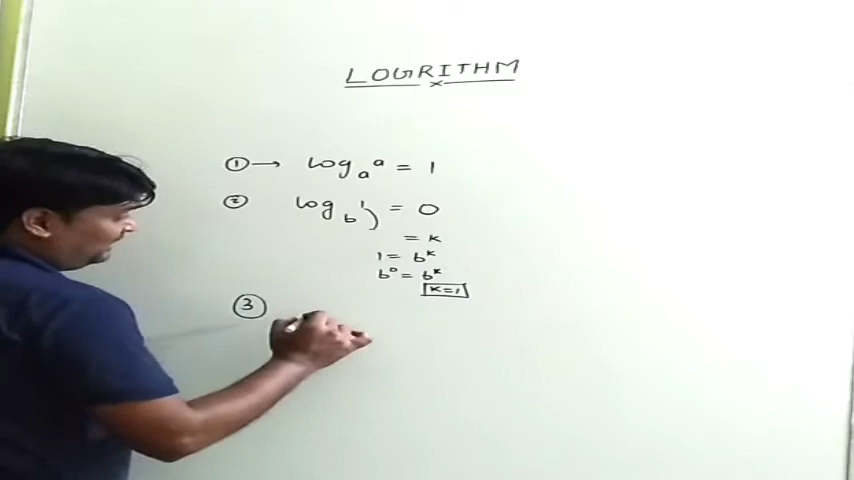 LOGRITHM
① → log_a a = 1
② log_b 1) = 0
= k
1 = b^k
b^0 = b^k
k=1
③